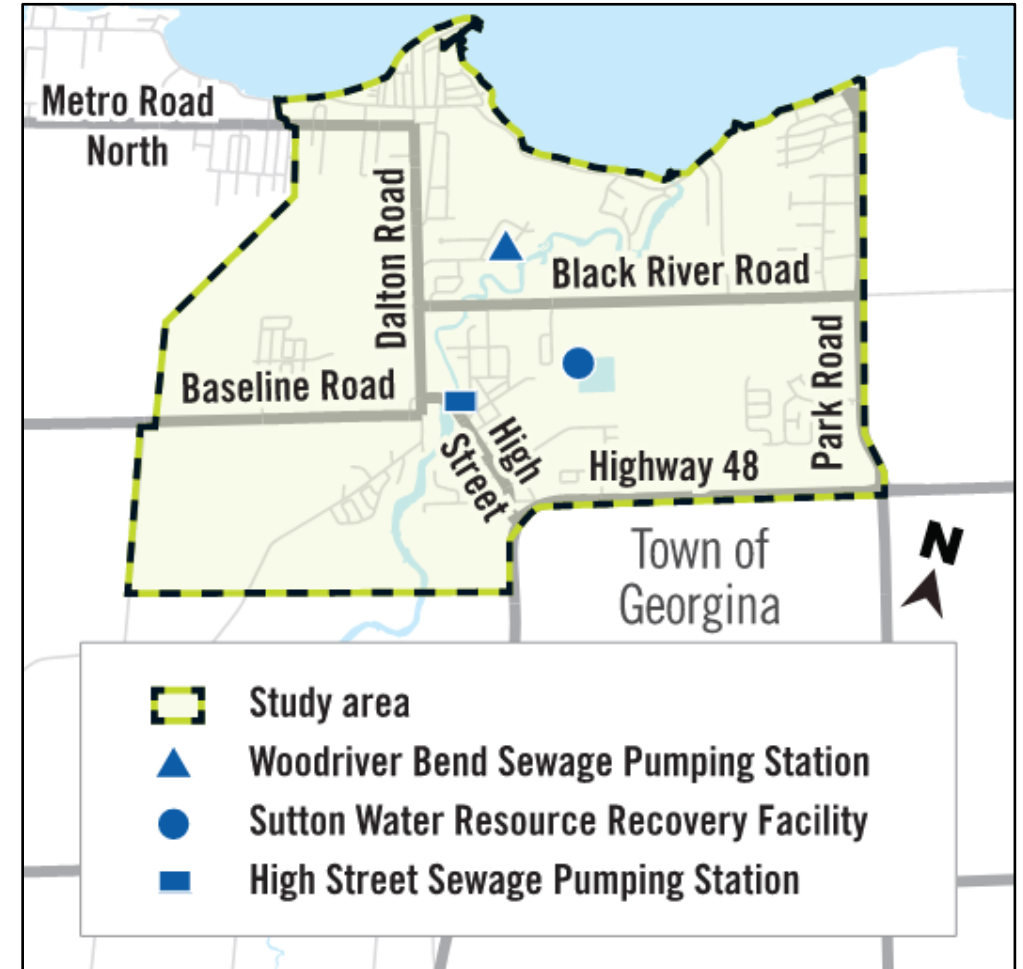 Metro Road
North
Dalton Road
Black River Road
Baseline Road
Park Road
High
Street
Highway 48
Town of
Georgina
N
Study area
Woodriver Bend Sewage Pumping Station
Sutton Water Resource Recovery Facility
High Street Sewage Pumping Station